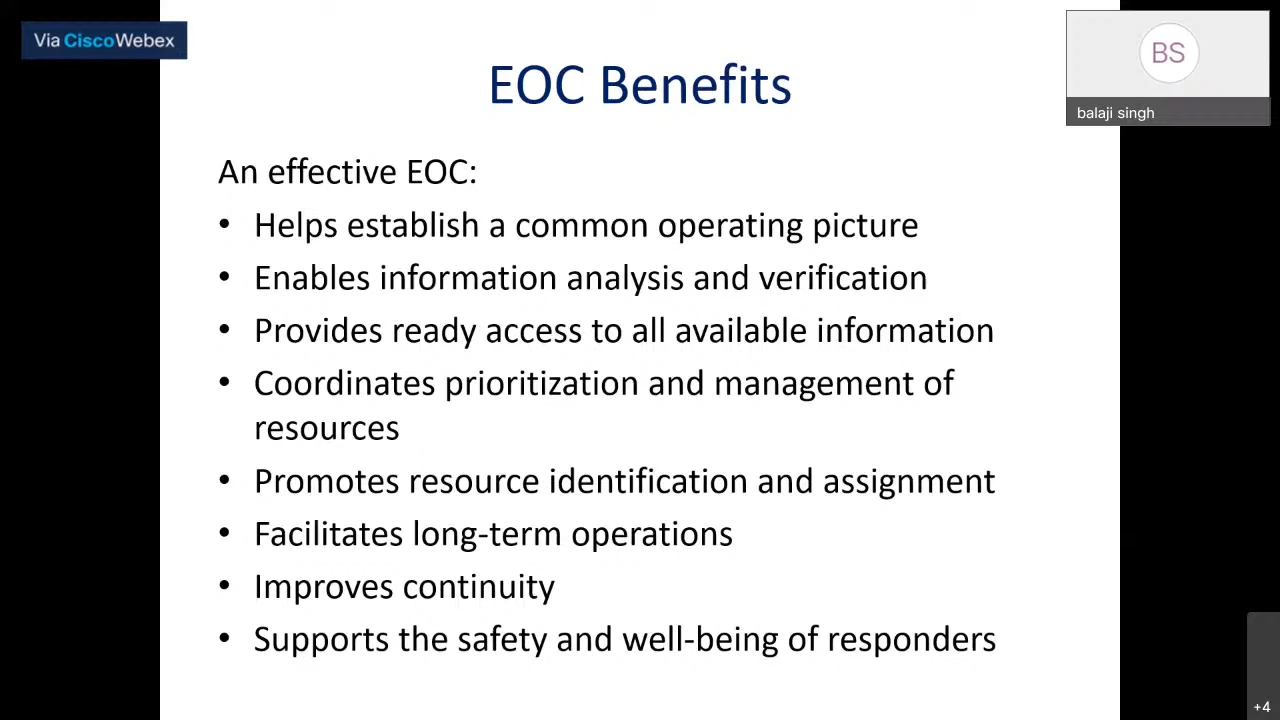 Via CiscoWebex
BS
balaji singh
EOC Benefits
An effective EOC:
• Helps establish a common operating picture
• Enables information analysis and verification
• Provides ready access to all available information
• Coordinates prioritization and management of
resources
• Promotes resource identification and assignment
• Facilitates long-term operations
• Improves continuity
• Supports the safety and well-being of responders
+4